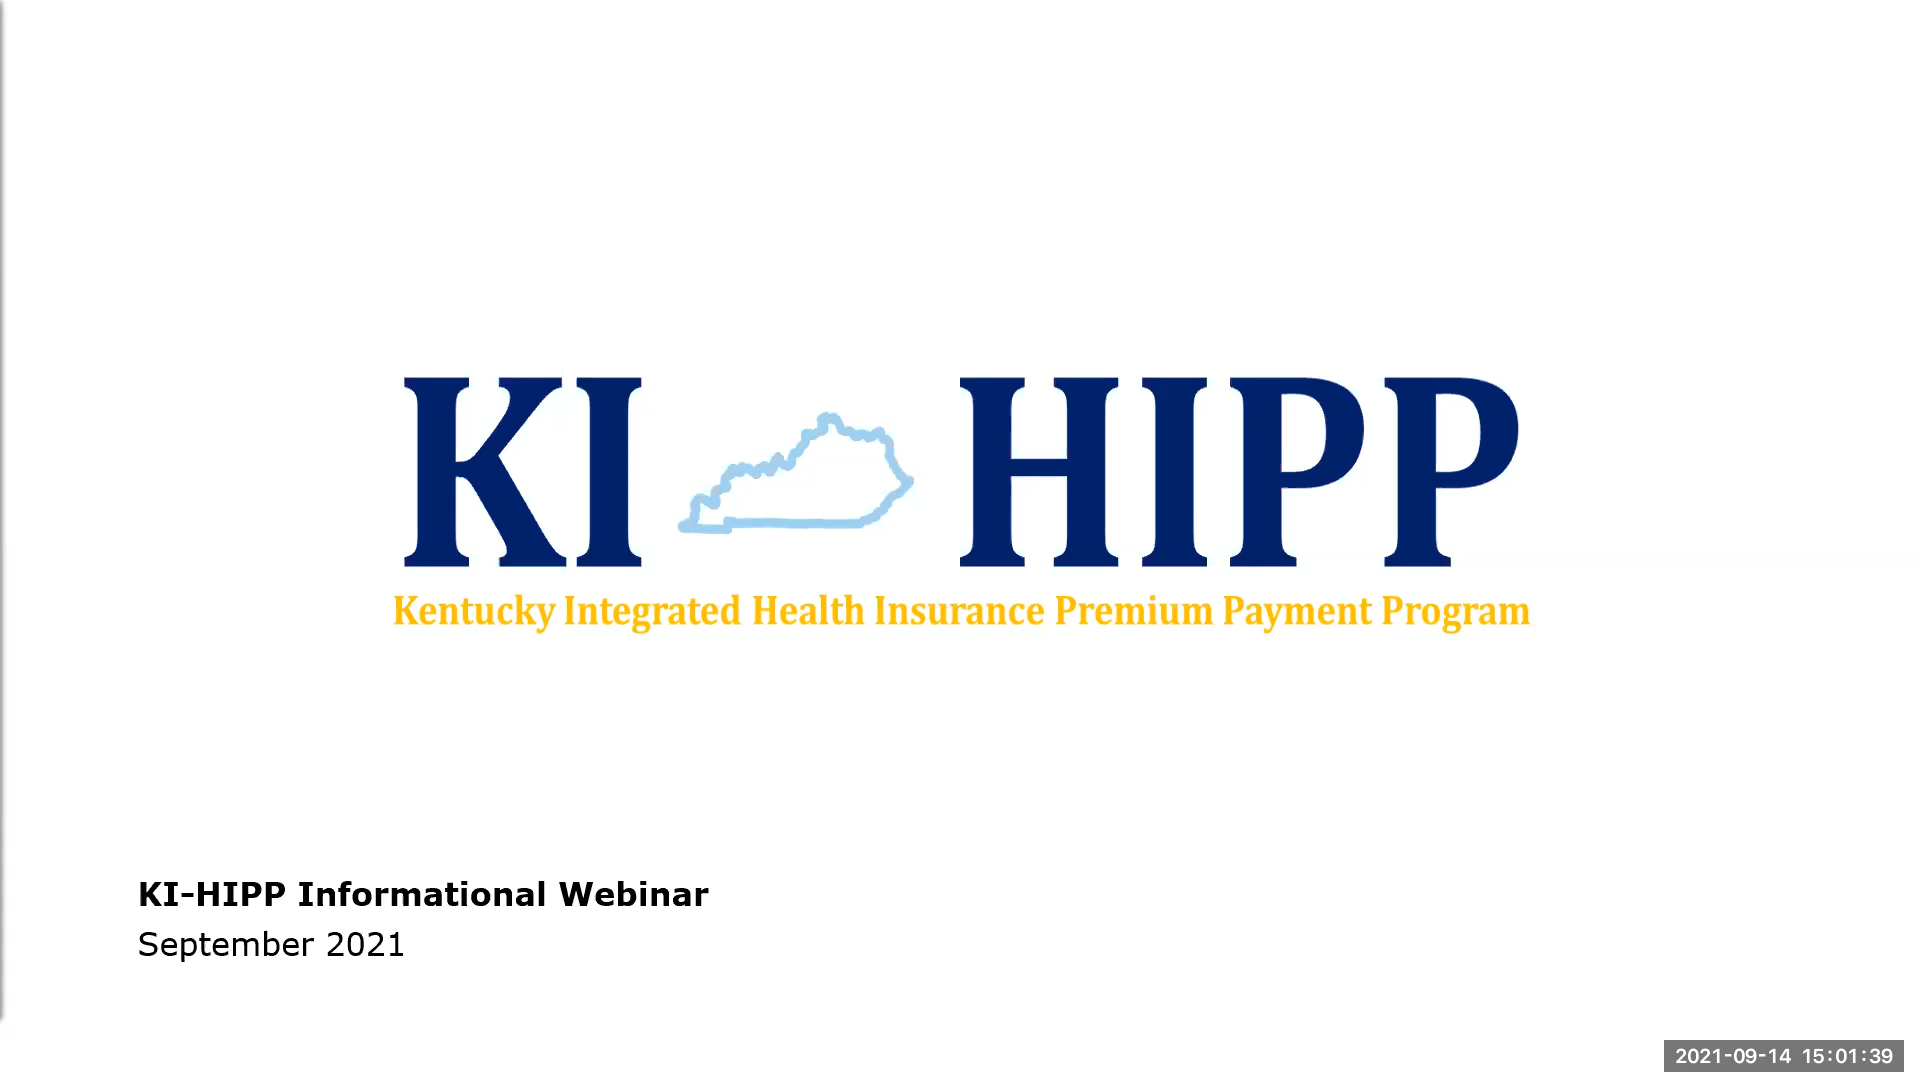 KI HIPP
Kentucky Integrated Health Insurance Premium Payment Program
KI-HIPP Informational Webinar
September 2021
2021-09-14 15:01:39